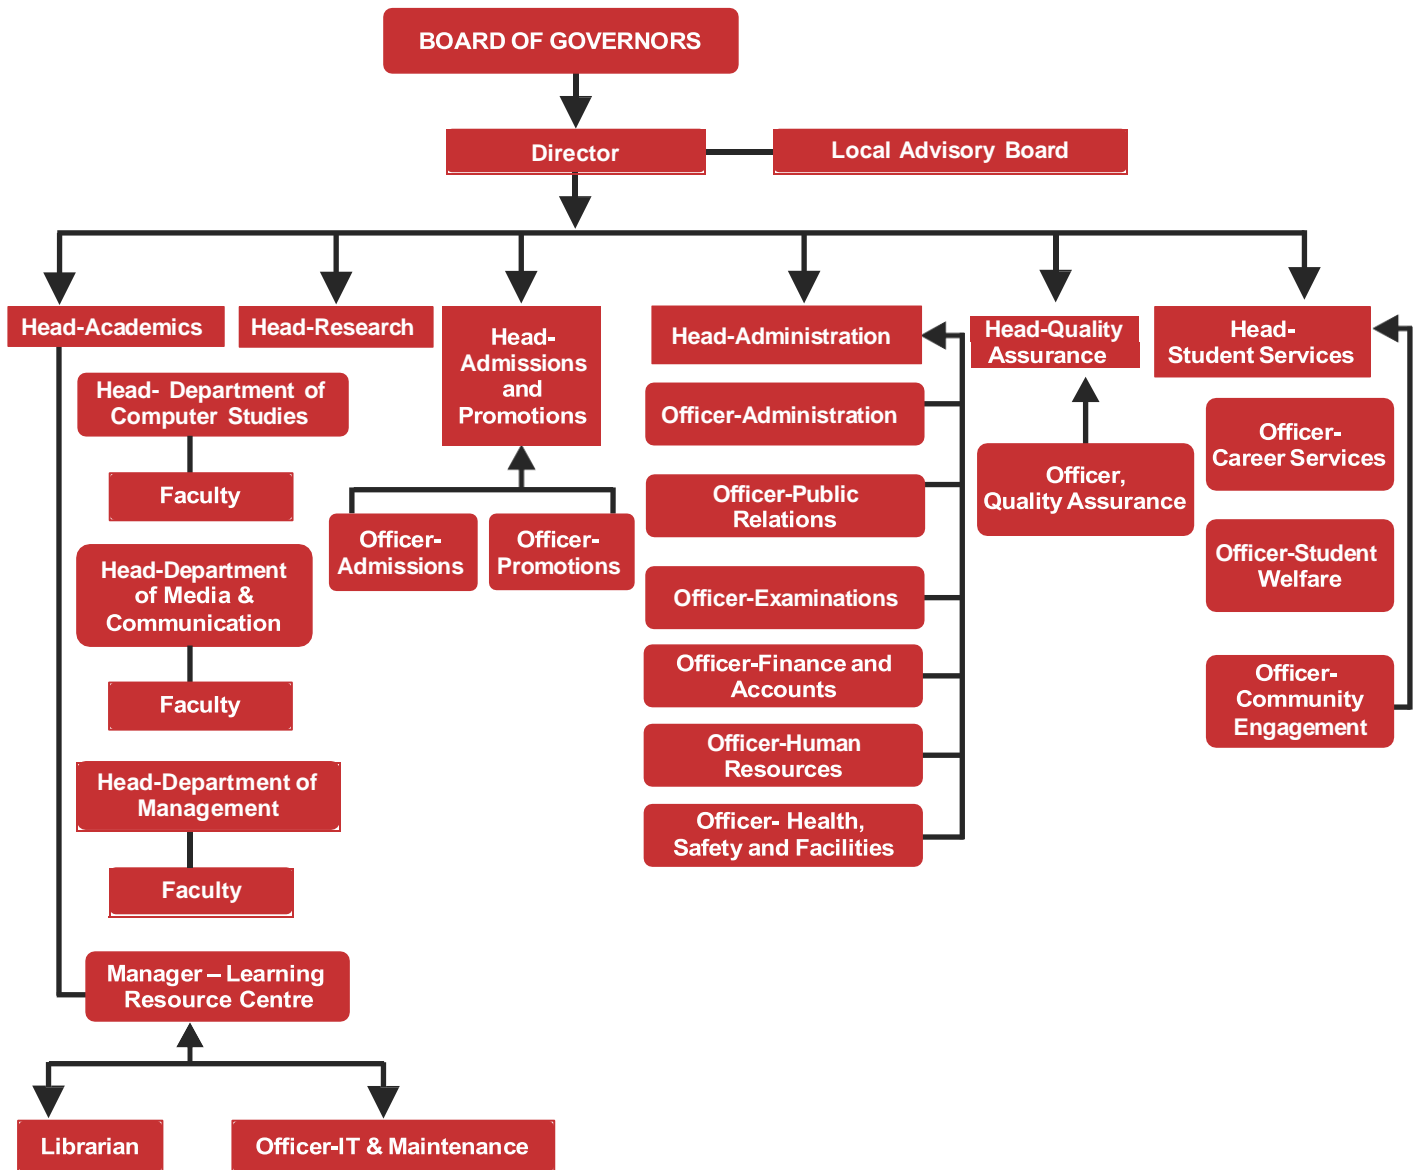 BOARD OF GOVERNORS
Director
Local Advisory Board
Head-Academics
Head-Research
Head-
Admissions
and
Promotions
Head-Administration
Head-Quality
Assurance
Head-
Student Services
Head- Department of
Computer Studies
Faculty
Head-Department
of Media &
Communication
Faculty
Head-Department of
Management
Faculty
Manager – Learning
Resource Centre
Librarian
Officer-IT & Maintenance
Officer-
Admissions
Officer-
Promotions
Officer-Administration
Officer-Public
Relations
Officer-Examinations
Officer-Finance and
Accounts
Officer-Human
Resources
Officer- Health,
Safety and Facilities
Officer,
Quality Assurance
Officer-
Career Services
Officer-Student
Welfare
Officer-
Community
Engagement